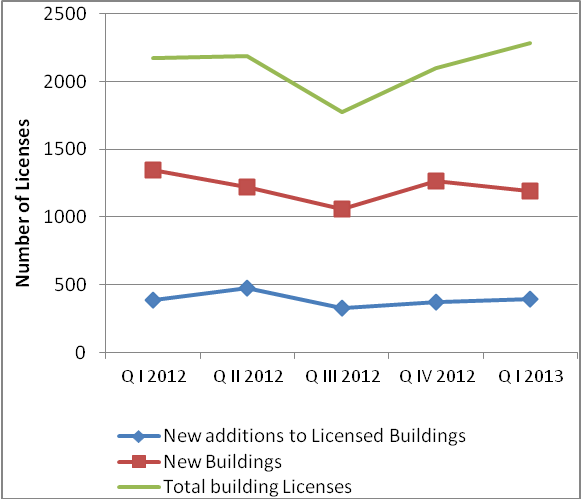 2500
2000
1500
1000
500
0
Number of Licenses
Q I 2012 Q II 2012 Q III 2012 Q IV 2012 Q I 2013
New additions to Licensed Buildings
New Buildings
Total building Licenses